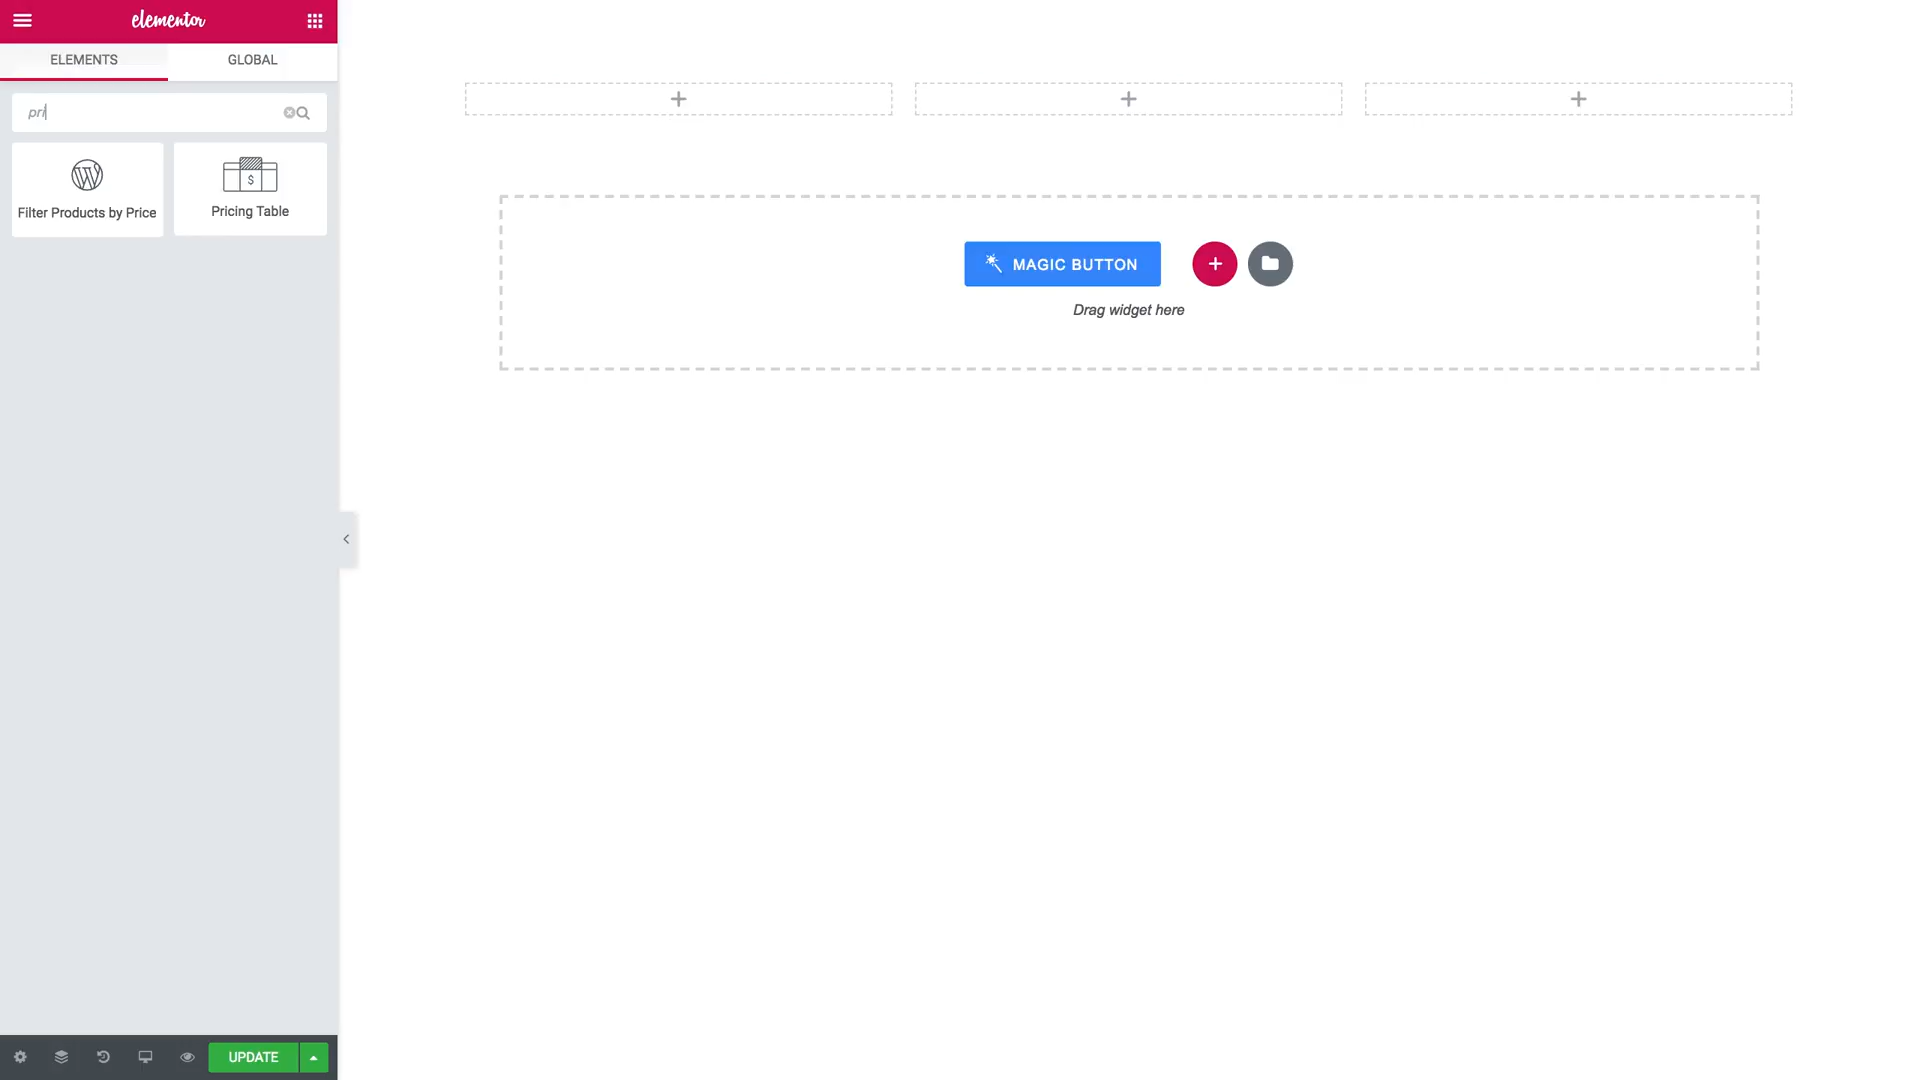 elementor
ELEMENTS
GLOBAL
pri
Filter Products by Price
$
Pricing Table
MAGIC BUTTON
Drag widget here
UPDATE